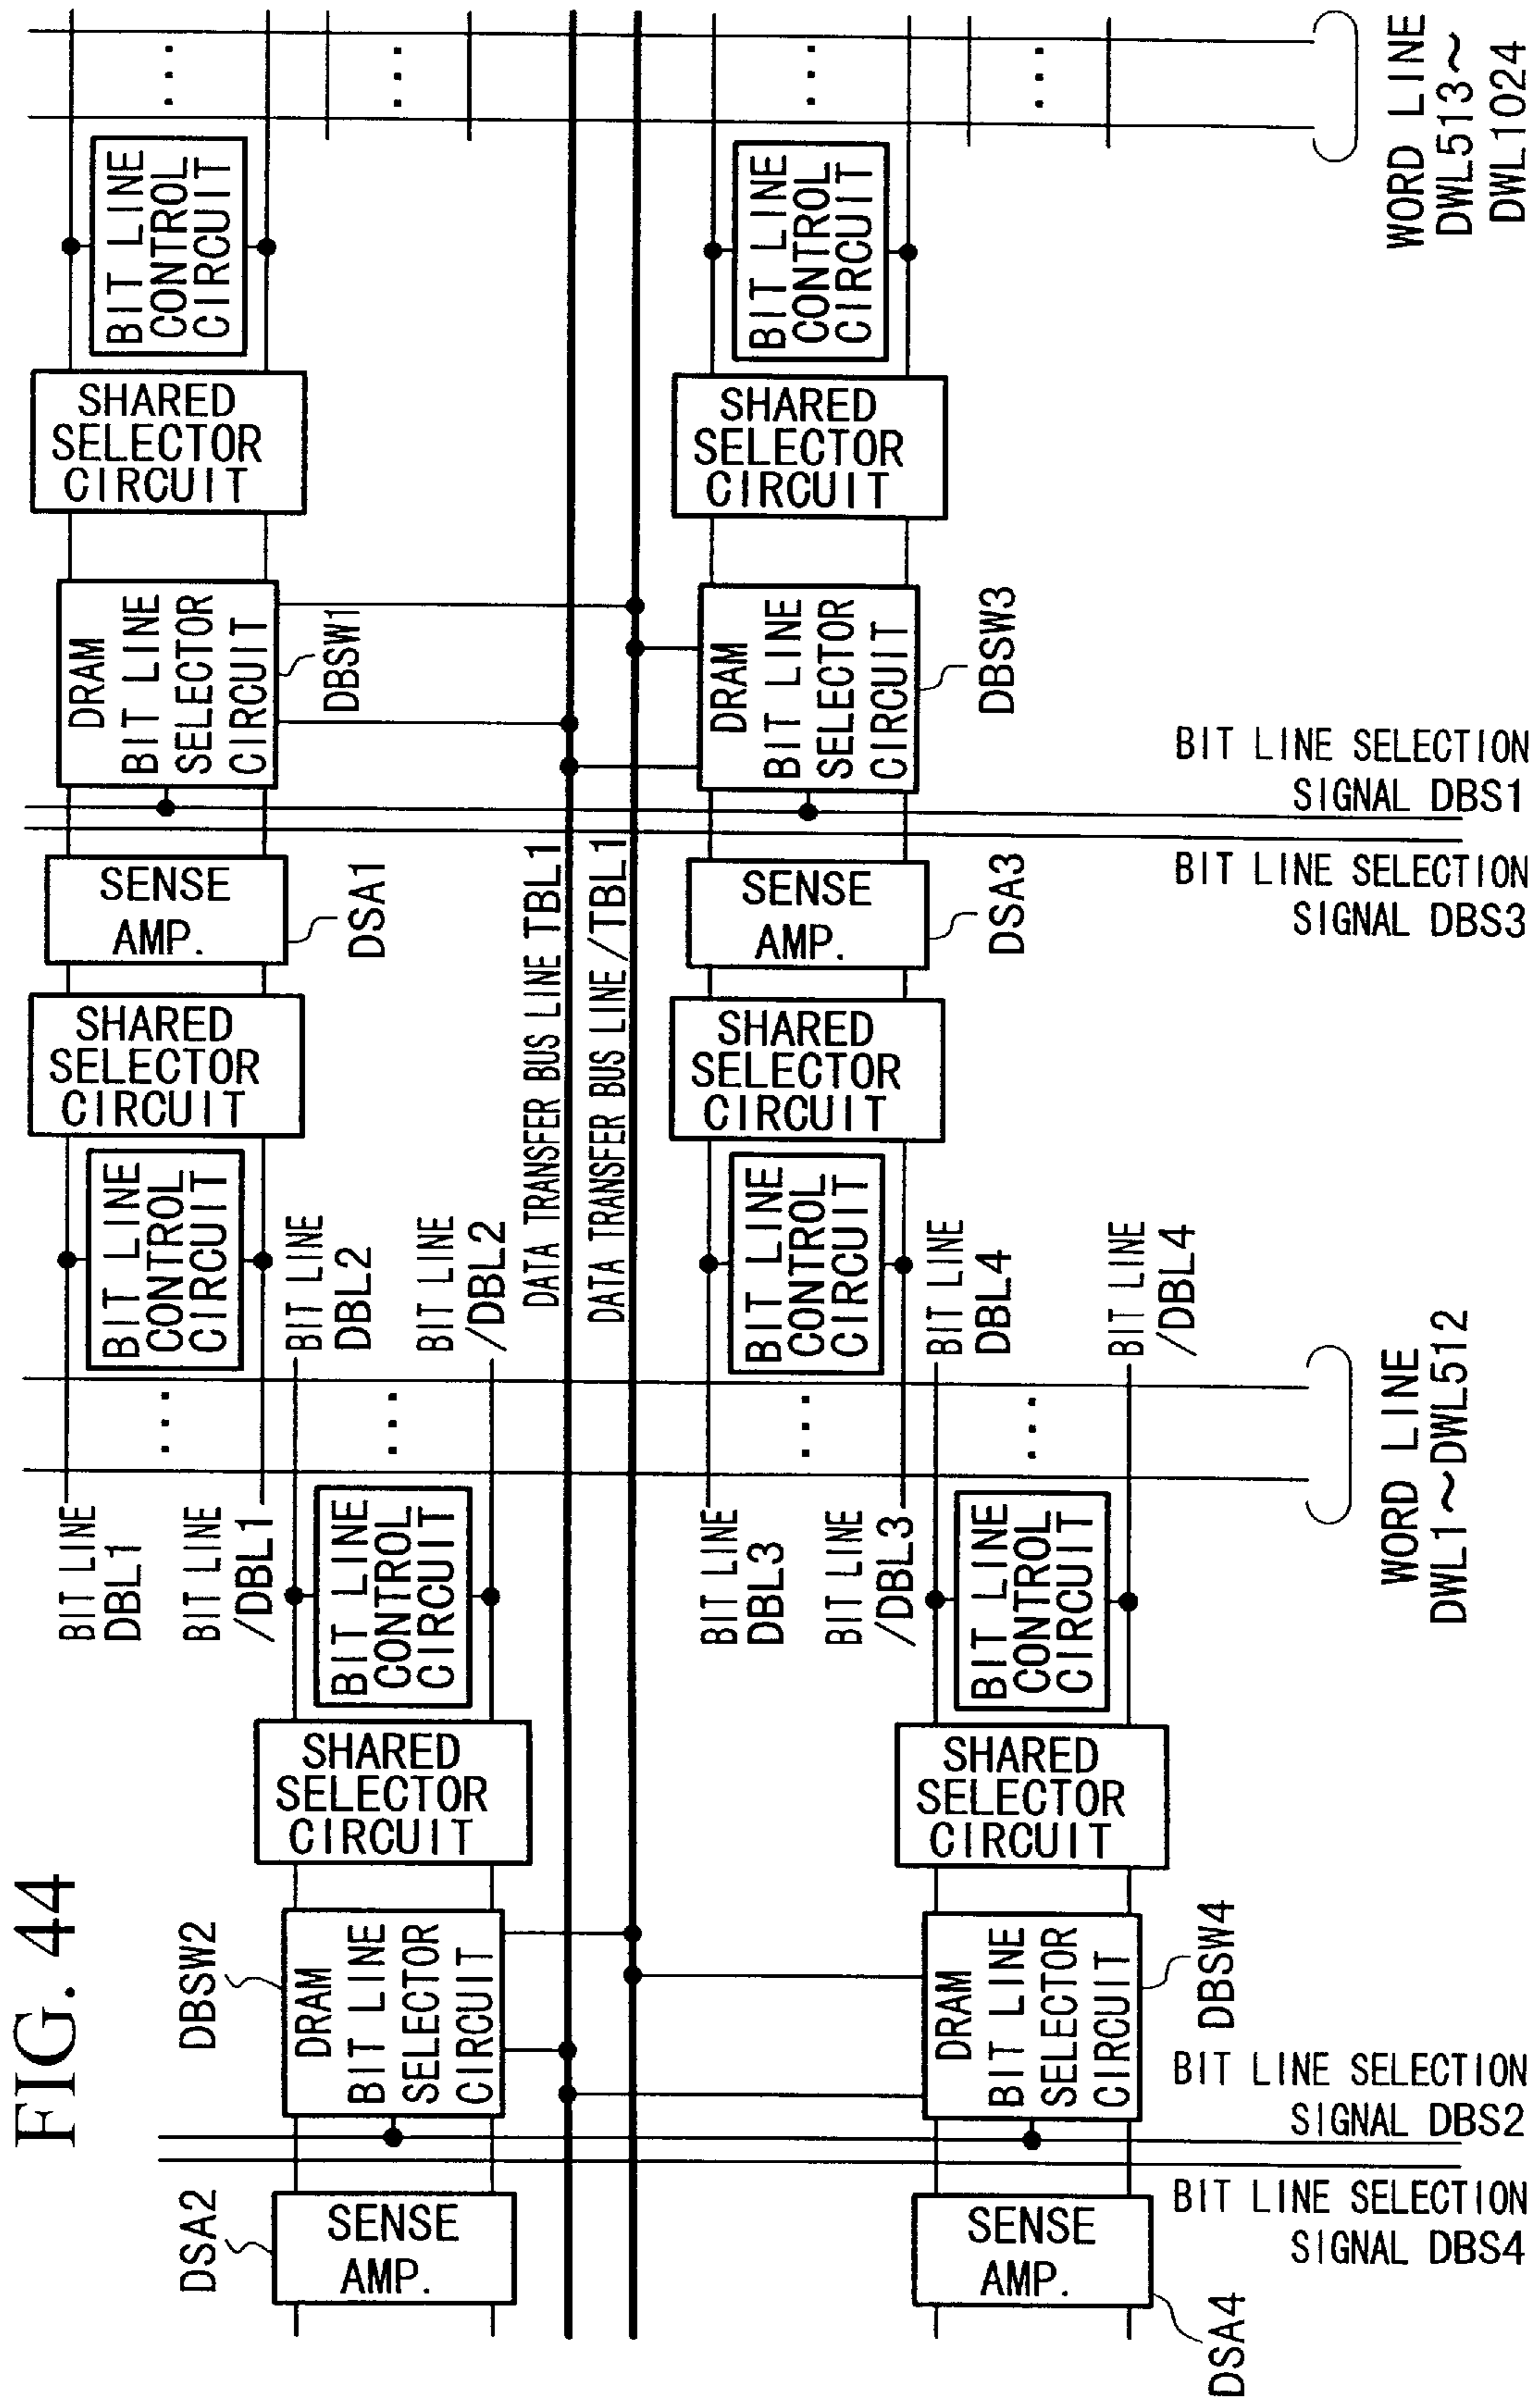 FIG. 44
DSA2
SENSE
AMP.
DBSW2
DRAM
BIT LINE
SELECTOR
CIRCUIT
SHARED
SELECTOR
CIRCUIT
BIT LINE
CONTROL
CIRCUIT
BIT LINE
DBL1
BIT LINE
/DBL1
BIT LINE
DBL2
BIT LINE
/DBL2
BIT LINE
CONTROL
CIRCUIT
SHARED
SELECTOR
CIRCUIT
SENSE
AMP.
DSA1
DRAM
BIT LINE
SELECTOR
CIRCUIT
DBSW1
SHARED
SELECTOR
CIRCUIT
BIT LINE
CONTROL
CIRCUIT
DATA TRANSFER BUS LINE TBL1
DATA TRANSFER BUS LINE /TBL1
SENSE
AMP.
DSA4
DRAM
BIT LINE
SELECTOR
CIRCUIT
DBSW4
SHARED
SELECTOR
CIRCUIT
BIT LINE
CONTROL
CIRCUIT
BIT LINE
DBL3
BIT LINE
/DBL3
BIT LINE
DBL4
BIT LINE
/DBL4
BIT LINE
CONTROL
CIRCUIT
SHARED
SELECTOR
CIRCUIT
SENSE
AMP.
DSA3
DRAM
BIT LINE
SELECTOR
CIRCUIT
DBSW3
SHARED
SELECTOR
CIRCUIT
BIT LINE
CONTROL
CIRCUIT
BIT LINE SELECTION
SIGNAL DBS4
BIT LINE SELECTION
SIGNAL DBS2
WORD LINE
DWL1~DWL512
BIT LINE SELECTION
SIGNAL DBS3
BIT LINE SELECTION
SIGNAL DBS1
WORD LINE
DWL513~
DWL1024